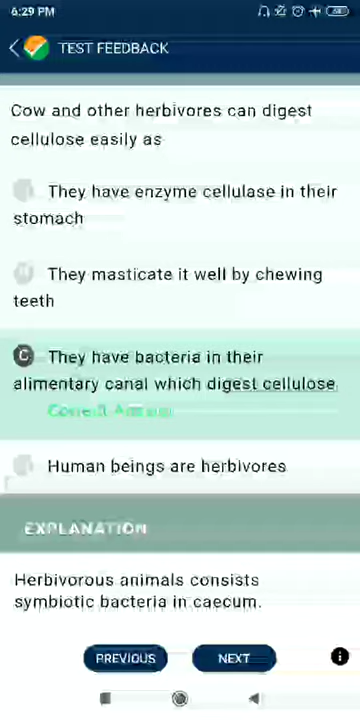 6:29 PM
TEST FEEDBACK
Cow and other herbivores can digest
cellulose easily as
They have enzyme cellulase in their
stomach
They masticate it well by chewing
teeth
C They have bacteria in their
alimentary canal which digest cellulose
Correct Answer
Human beings are herbivores
EXPLANATION
Herbivorous animals consists
symbiotic bacteria in caecum.
PREVIOUS NEXT